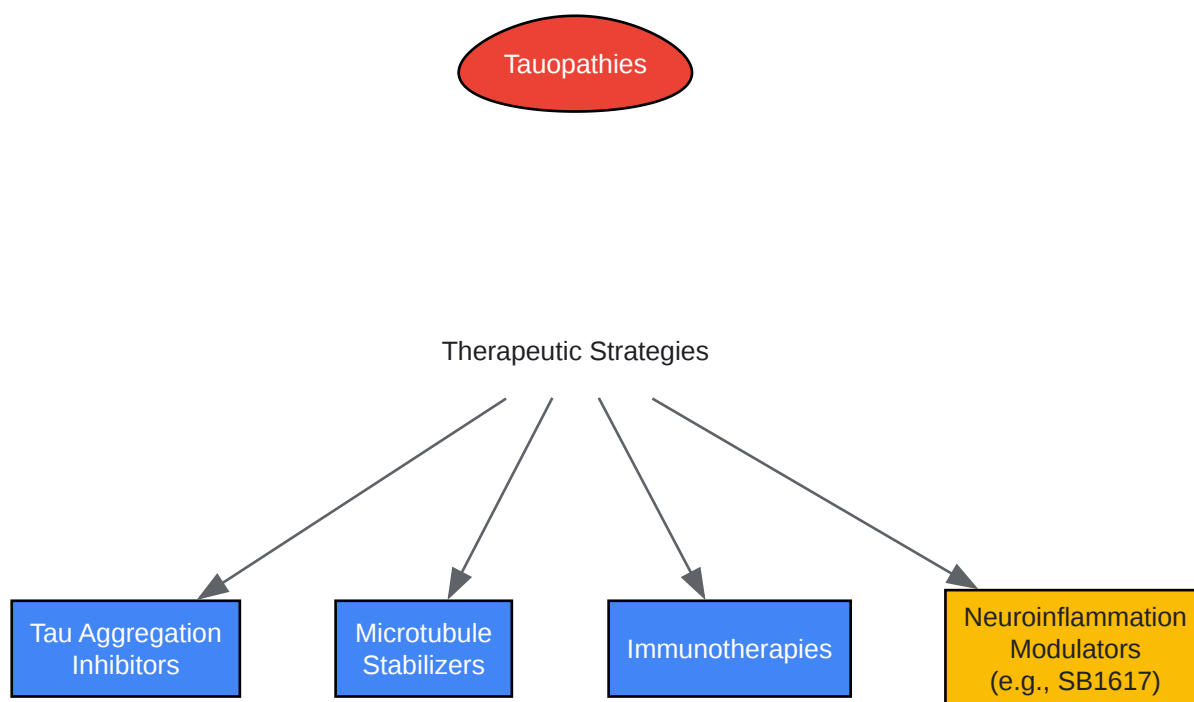 Tauopathies
Therapeutic Strategies
Tau Aggregation
Inhibitors
Microtubule
Stabilizers
Immunotherapies
Neuroinflammation
Modulators
(e.g., SB1617)